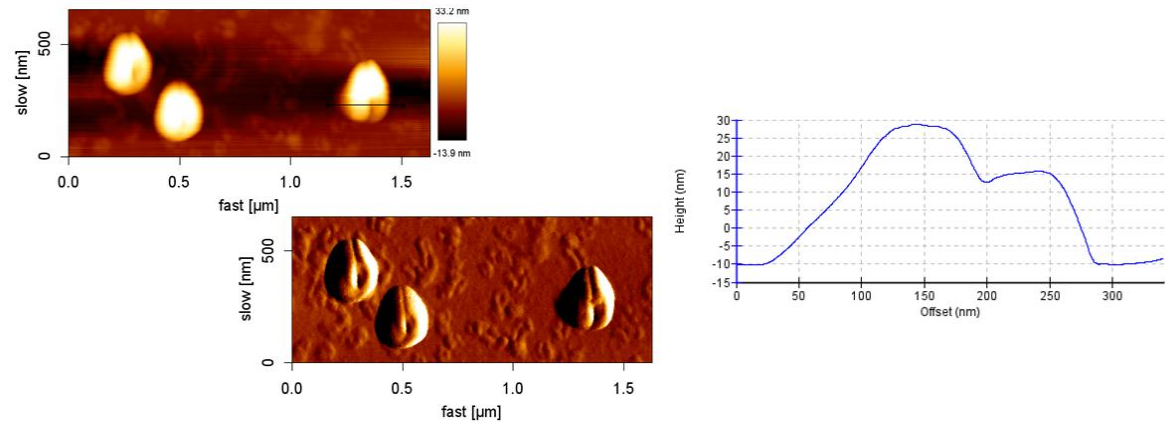 33.2 nm
slow [nm]
500
0
-13.9 nm
0.0 0.5 1.0 1.5
fast [µm]
slow [nm]
500
0
0.0 0.5 1.0 1.5
fast [µm]
Height (nm)
30
25
20
15
10
5
0
-5
-10
-15
0 50 100 150 200 250 300
Offset (nm)